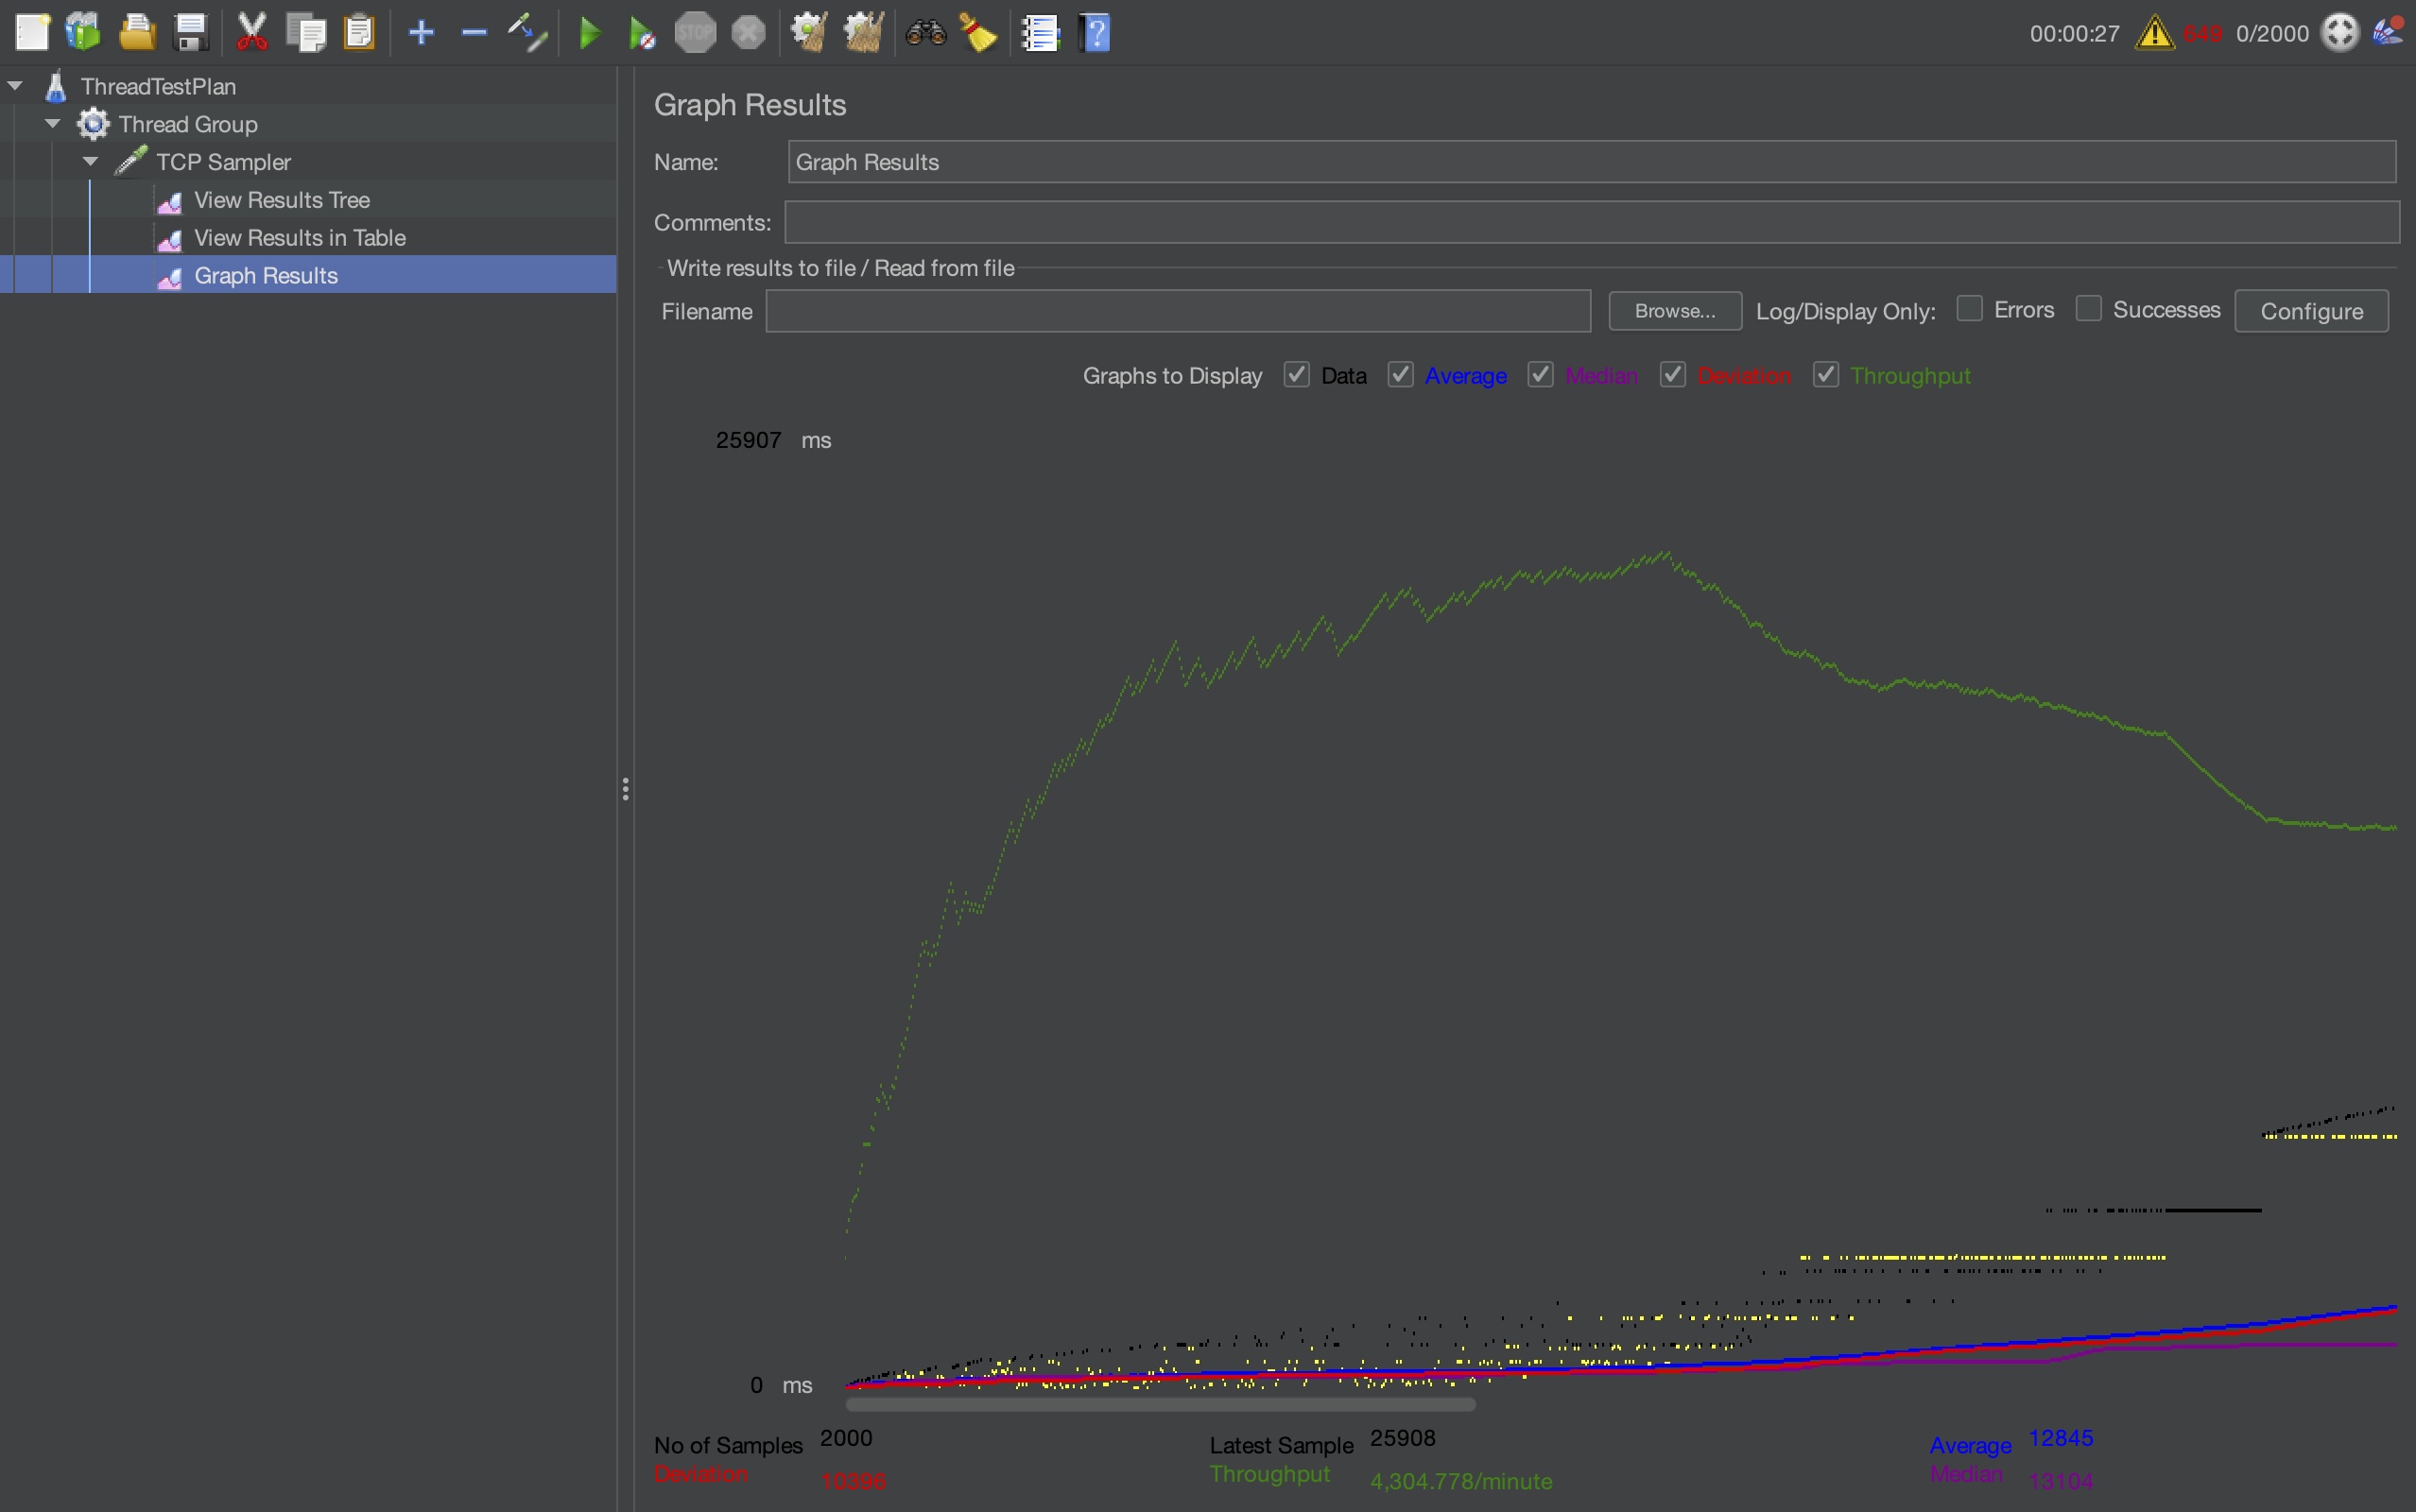 STOP
00:00:27 649 0/2000
ThreadTestPlan
Thread Group
TCP Sampler
View Results Tree
View Results in Table
Graph Results
Graph Results
Name: Graph Results
Comments:
Write results to file / Read from file
Filename Browse... Log/Display Only: Errors Successes Configure
Graphs to Display Data Average Median Deviation Throughput
25907 ms
0 ms
No of Samples 2000 Latest Sample 25908 Average 12845
Deviation 10396 Throughput 4,304.778/minute Median 13104